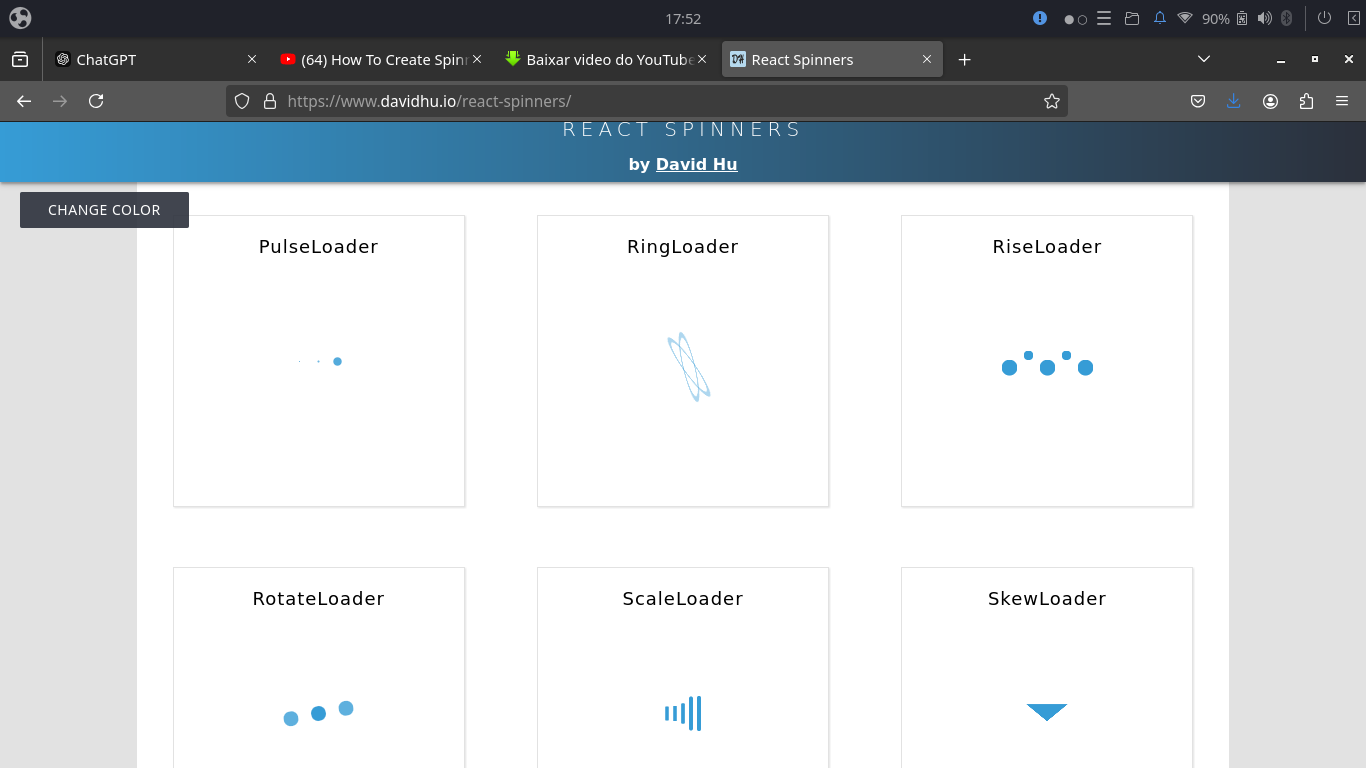 17:52
90%
ChatGPT
(64) How To Create Spinn
Baixar video do YouTube
React Spinners
https://www.davidhu.io/react-spinners/
REACT SPINNERS
by David Hu
CHANGE COLOR
PulseLoader
RingLoader
RiseLoader
RotateLoader
ScaleLoader
SkewLoader